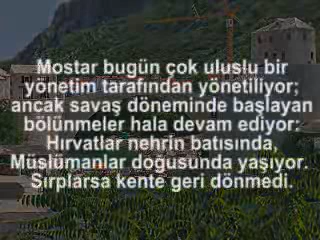 Mostar bugün çok uluslu bir
yönetim tarafından yönetiliyor;
ancak savaş döneminde başlayan
bölünmeler hala devam ediyor:
Hırvatlar nehrin batısında,
Müslümanlar doğusunda yaşıyor.
Sırplarsa kente geri dönmedi.